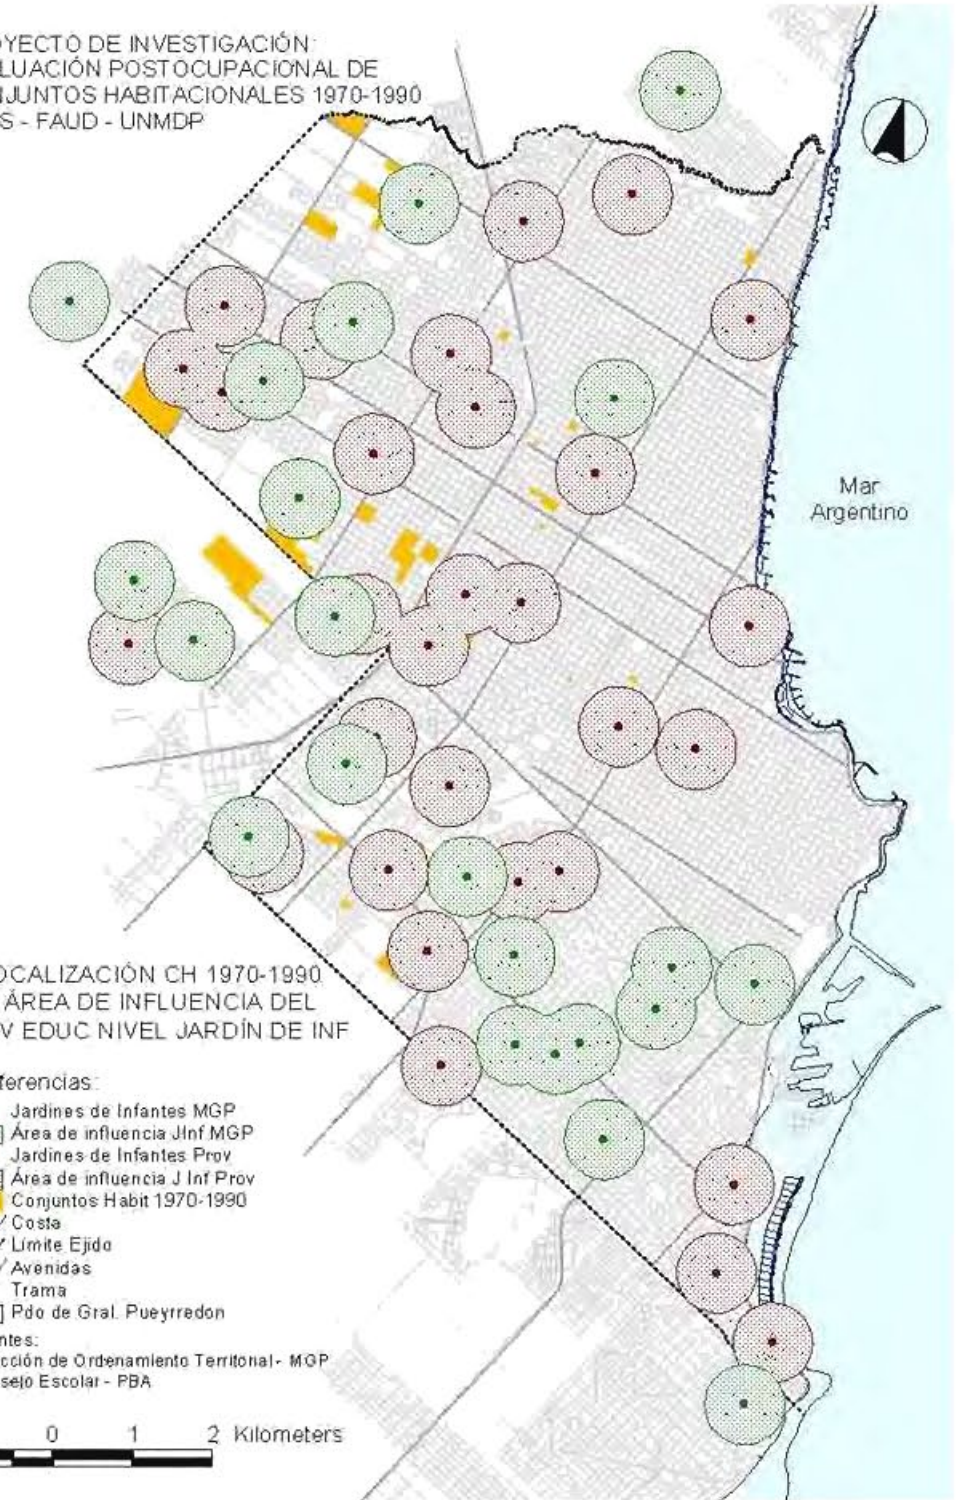 OYECTO DE INVESTIGACIÓN:
LUACIÓN POSTOCUPACIONAL DE
NJUNTOS HABITACIONALES 1970-1990
S - FAUD - UNMDP
Mar
Argentino
OCALIZACIÓN CH 1970-1990
ÁREA DE INFLUENCIA DEL
V EDUC NIVEL JARDÍN DE INF
ferencias:
Jardines de Infantes MGP
Área de influencia JInf MGP
Jardines de Infantes Prov
Área de influencia J Inf Prov
Conjuntos Habit 1970-1990
Costa
Límite Ejido
Avenidas
Trama
Pdo de Gral. Pueyrredon
ntes:
cción de Ordenamiento Territorial - MGP
sejo Escolar - PBA
0 1 2 Kilometers